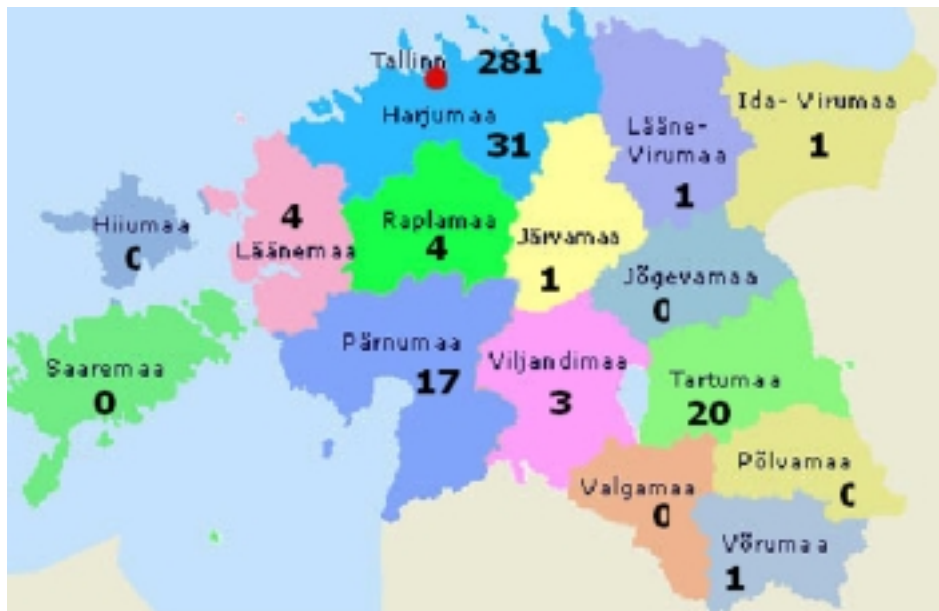 Tallinn 281
Harjumaa
31
Lääne-
Virumaa
1
Ida- Virumaa
1
Hiiumaa
0
4
Läänemaa
Raplamaa
4
Järvamaa
1
Jõgevamaa
0
Saaremaa
0
Pärnumaa
17
Viljandimaa
3
Tartumaa
20
Põlvamaa
0
Valgamaa
0
Võrumaa
1